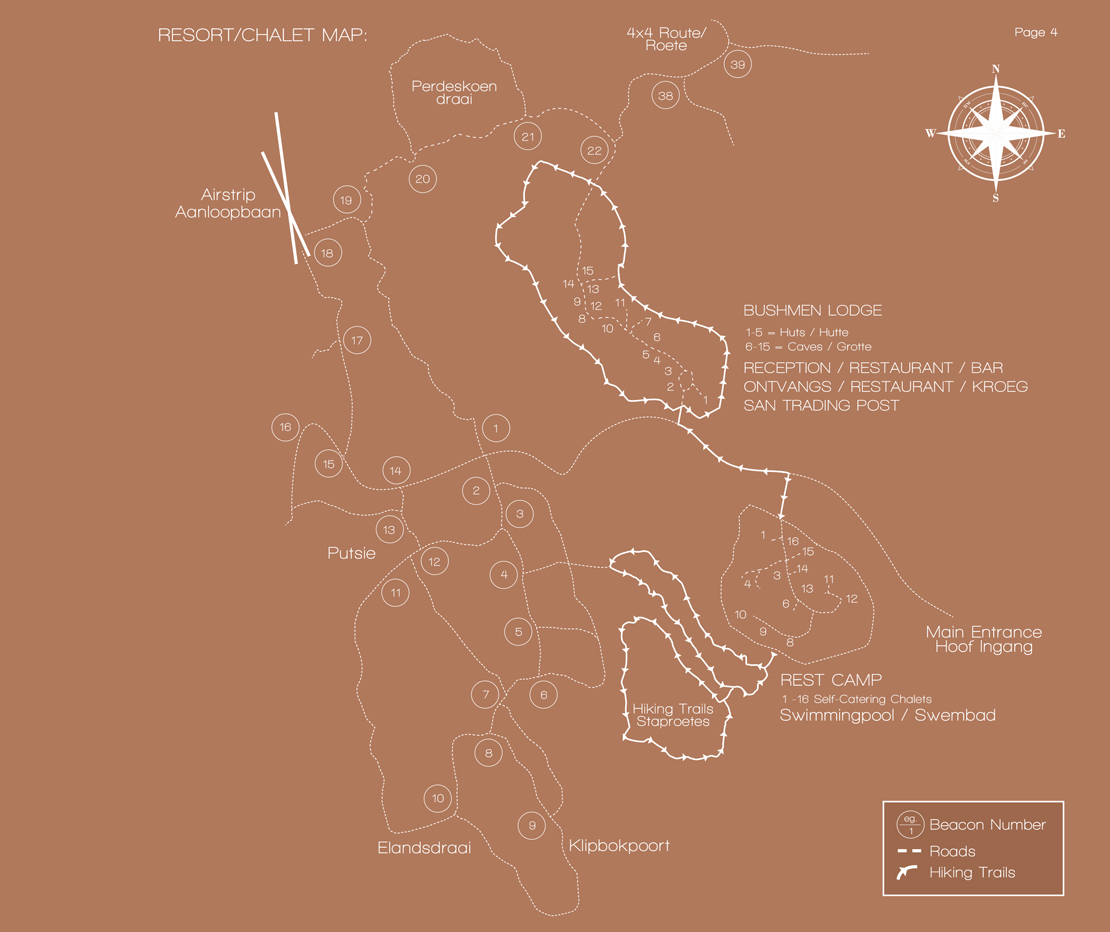 RESORT/CHALET MAP:
Page 4
4x4 Route/
Roete
39
38
N
W
E
S
Perdeskoen
draai
21
22
20
19
Airstrip
Aanloopbaan
18
17
16
15
14
13
Putsie
12
11
1
2
3
4
5
6
7
8
9
10
Elandsdraai
Klipbokpoort
15
14
13
9
12
11
8
10
7
6
5
4
3
2
1
BUSHMEN LODGE
1-5 = Huts / Hutte
6-15 = Caves / Grotte
RECEPTION / RESTAURANT / BAR
ONTVANGS / RESTAURANT / KROEG
SAN TRADING POST
1
16
15
14
3
4
13
11
12
6
10
9
8
Main Entrance
Hoof Ingang
REST CAMP
1 -16 Self-Catering Chalets
Swimmingpool / Swembad
Hiking Trails
Staproetes
eg.
1
Beacon Number
Roads
Hiking Trails